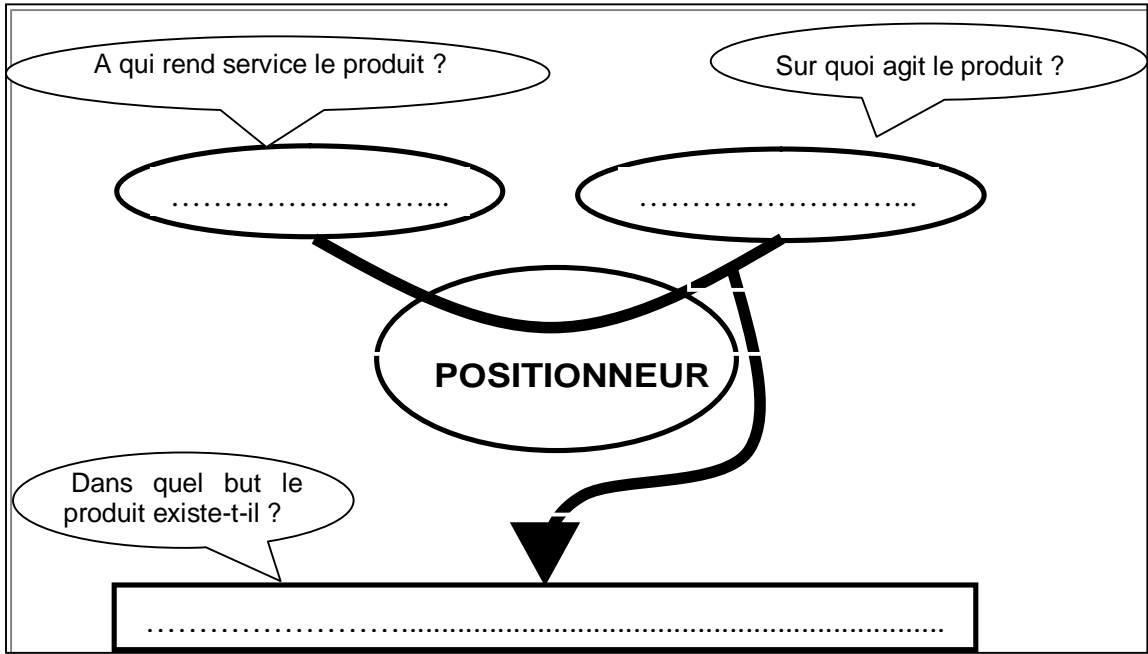 A qui rend service le produit ?
Sur quoi agit le produit ?
………………………...
………………………...
POSITIONNEUR
Dans quel but le
produit existe-t-il ?
……………………..............................................................................